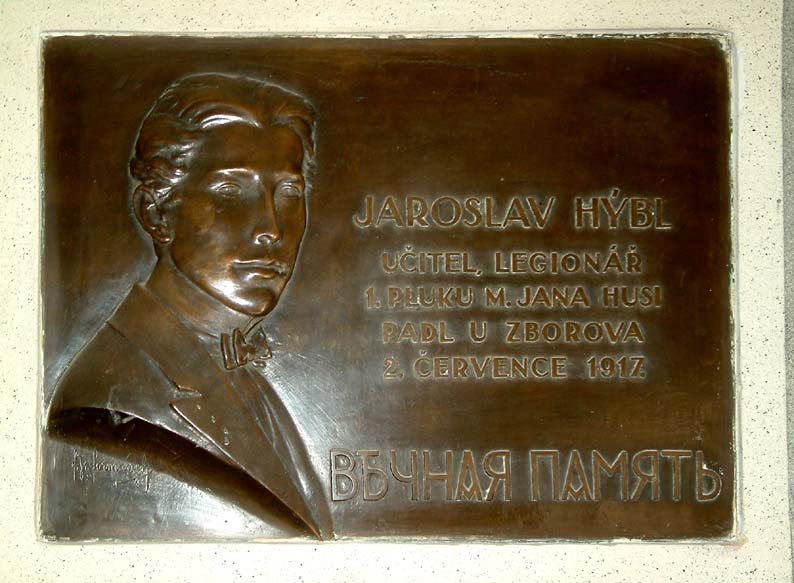 JAROSLAV HÝBL
UČITEL, LEGIONÁŘ
1. PLUKU M. JANA HUSI
PADL U ZBOROVA
2. ČERVENCE 1917.
ВѢЧНАЯ ПАМЯТЬ